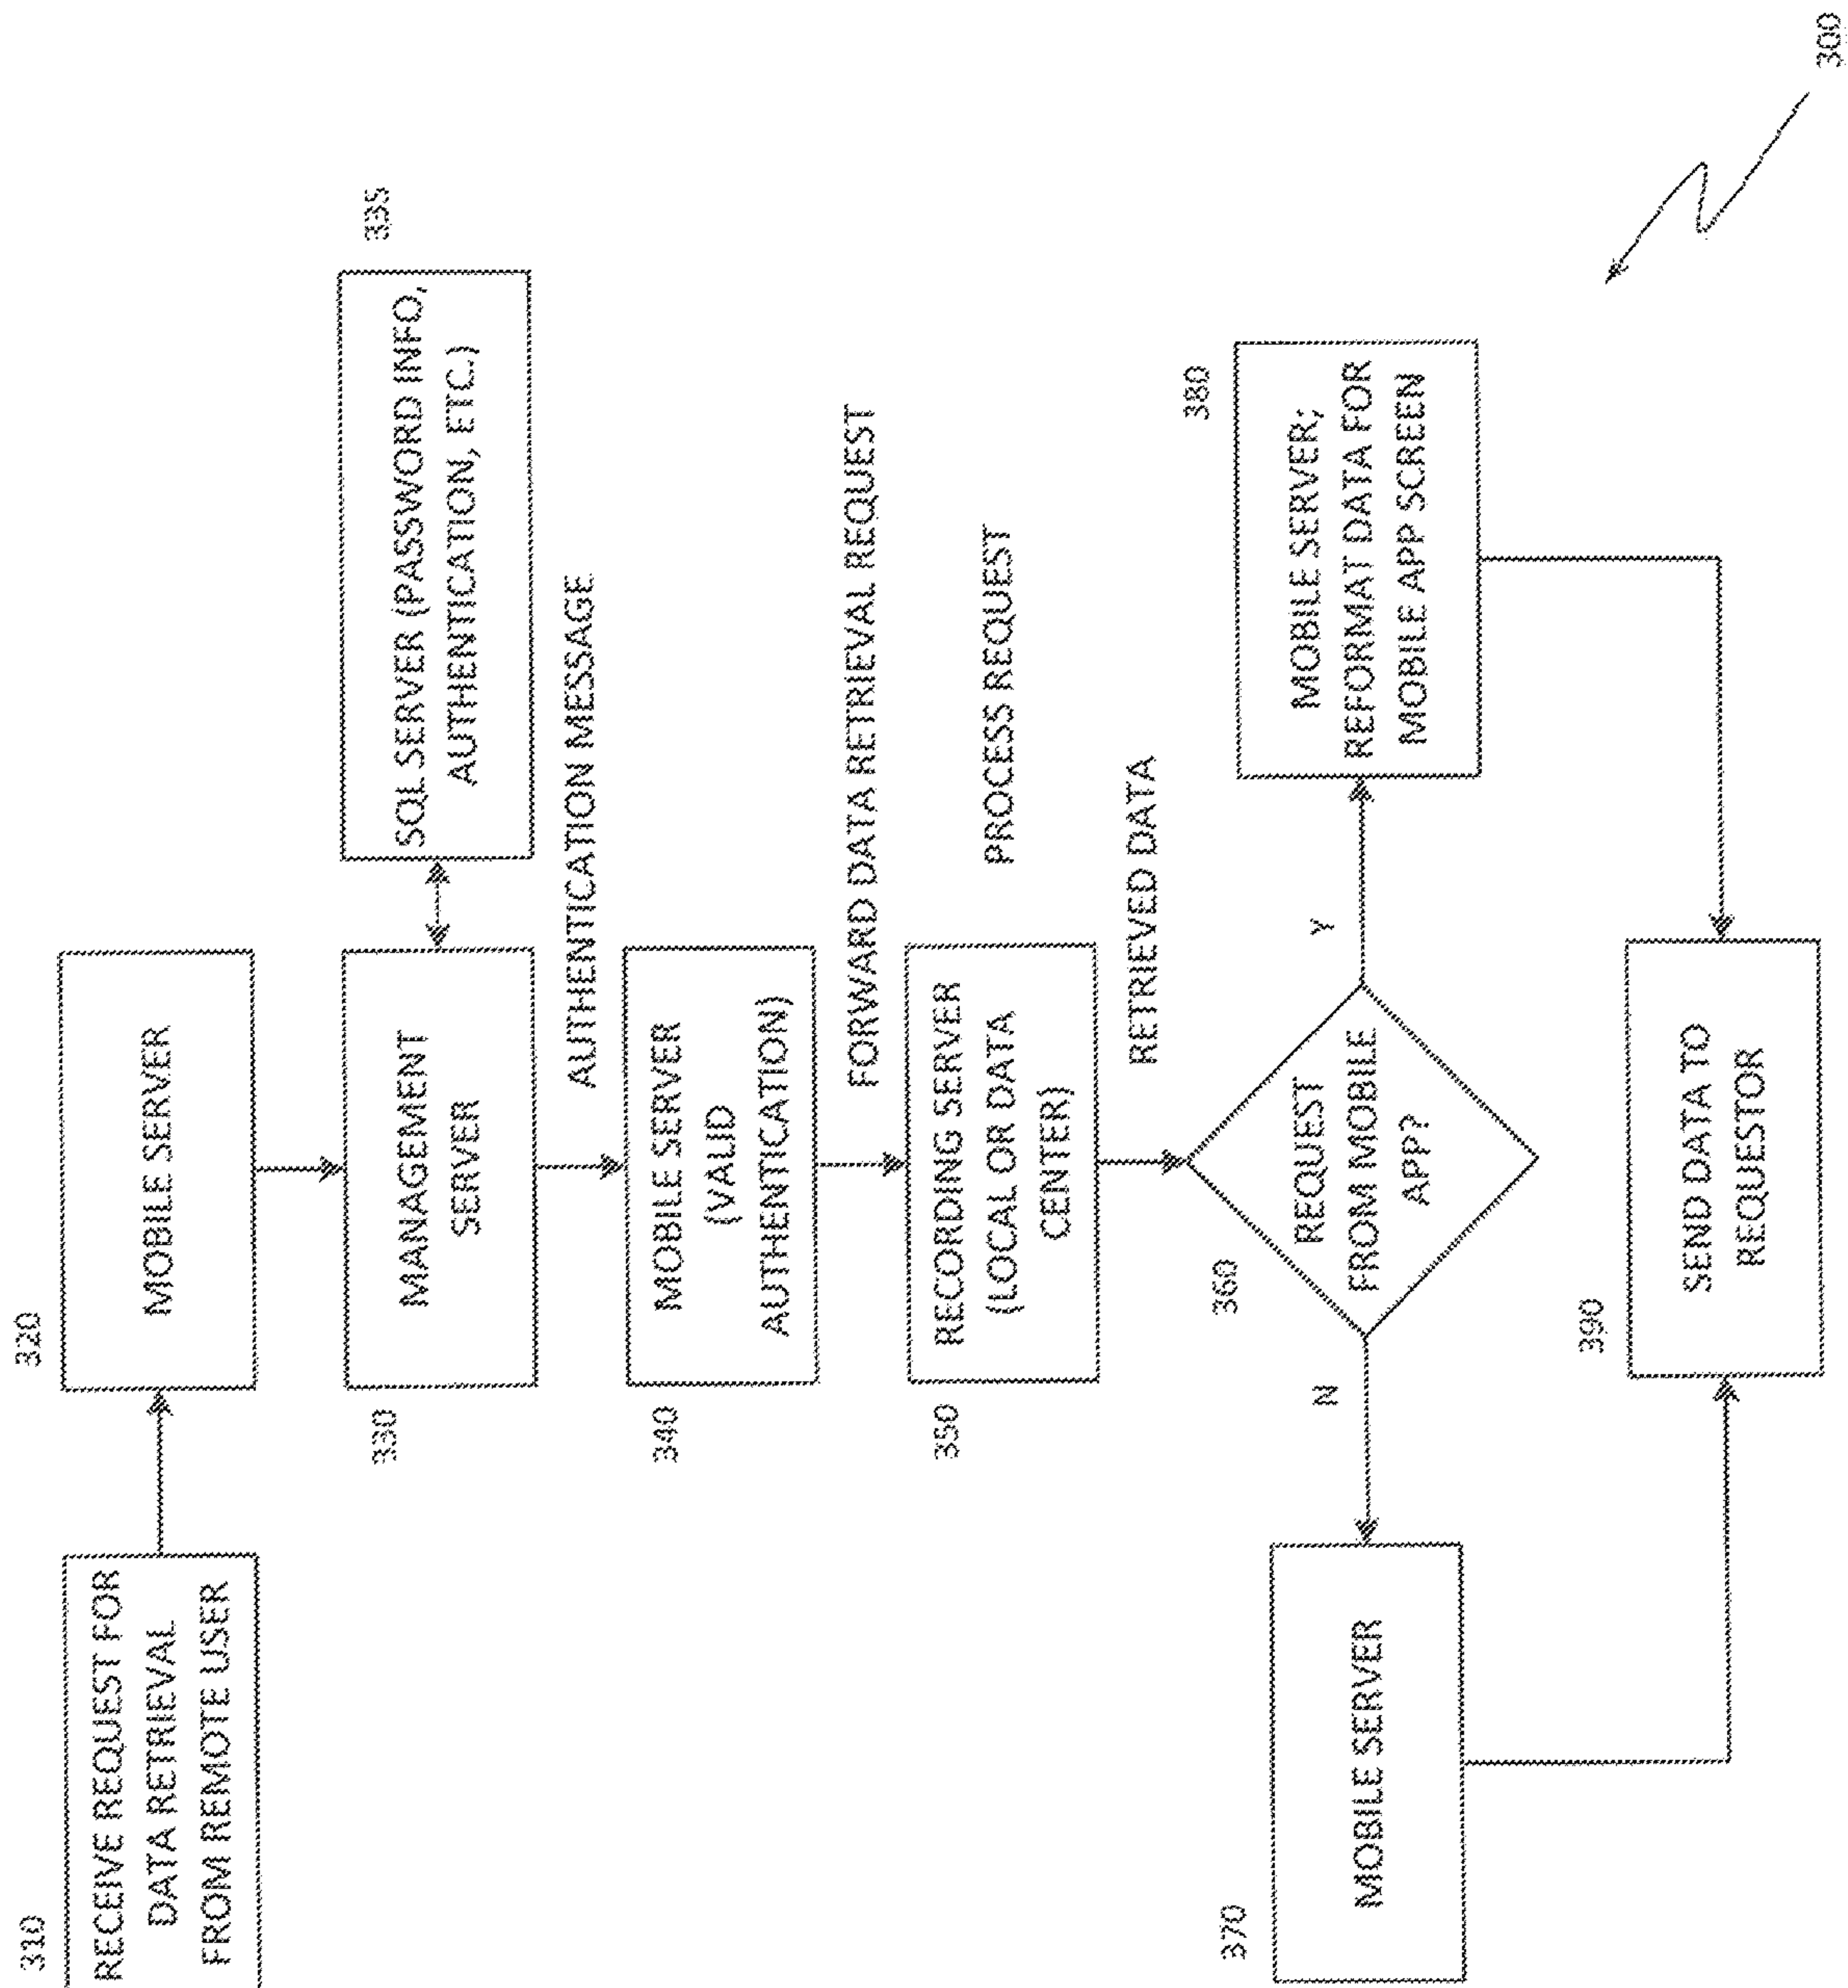 310
RECEIVE REQUEST FOR
DATA RETRIEVAL
FROM REMOTE USER
320
MOBILE SERVER
330
MANAGEMENT
SERVER
335
SQL SERVER (PASSWORD INFO,
AUTHENTICATION, ETC.)
AUTHENTICATION MESSAGE
340
MOBILE SERVER
(VALID
AUTHENTICATION)
FORWARD DATA RETRIEVAL REQUEST
350
RECORDING SERVER
(LOCAL OR DATA
CENTER)
PROCESS REQUEST
RETRIEVED DATA
360
REQUEST
FROM MOBILE
APP?
N
Y
370
MOBILE SERVER
380
MOBILE SERVER;
REFORMAT DATA FOR
MOBILE APP SCREEN
390
SEND DATA TO
REQUESTOR
300